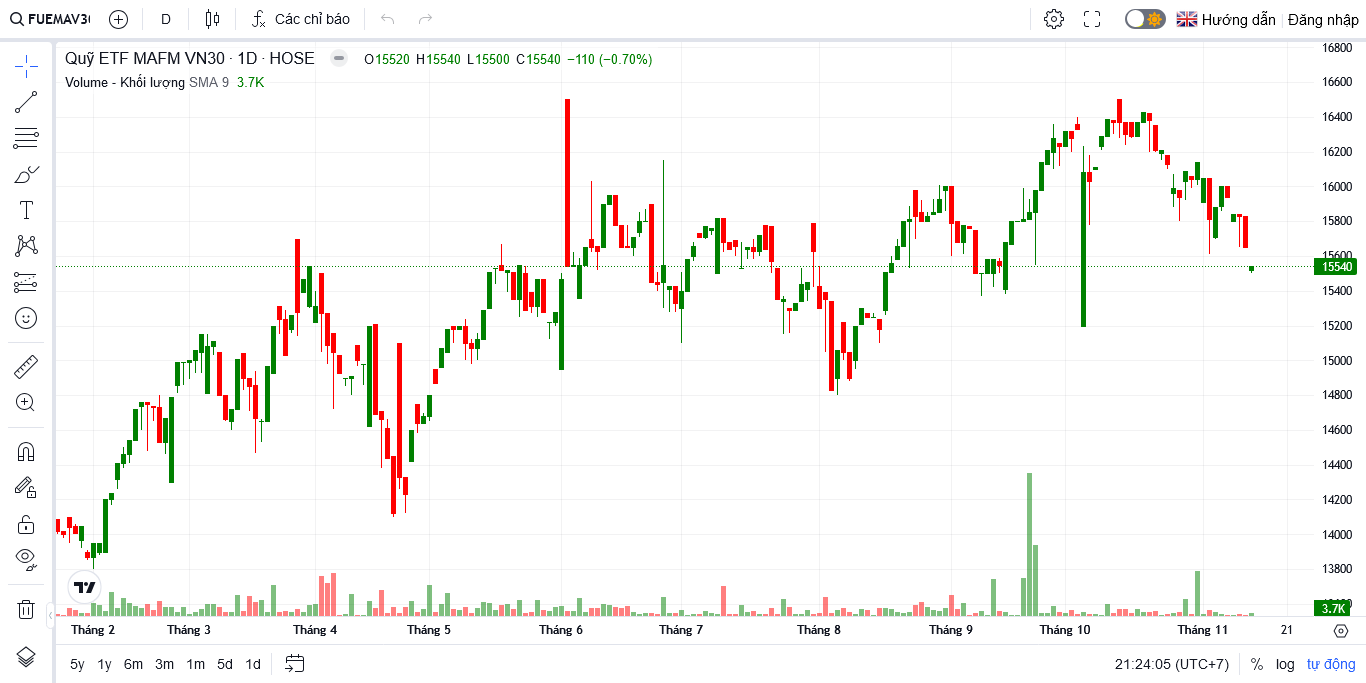 FUEMAV30 D Các chỉ báo Hướng dẫn Đăng nhập
Quỹ ETF MAFM VN30 · 1D · HOSE O15520 H15540 L15500 C15540 −110 (−0.70%)
Volume - Khối lượng SMA 9 3.7K
16800
16600
16400
16200
16000
15800
15600
15540
15400
15200
15000
14800
14600
14400
14200
14000
13800
3.7K
Tháng 2 Tháng 3 Tháng 4 Tháng 5 Tháng 6 Tháng 7 Tháng 8 Tháng 9 Tháng 10 Tháng 11 21
5y 1y 6m 3m 1m 5d 1d 21:24:05 (UTC+7) % log tự động